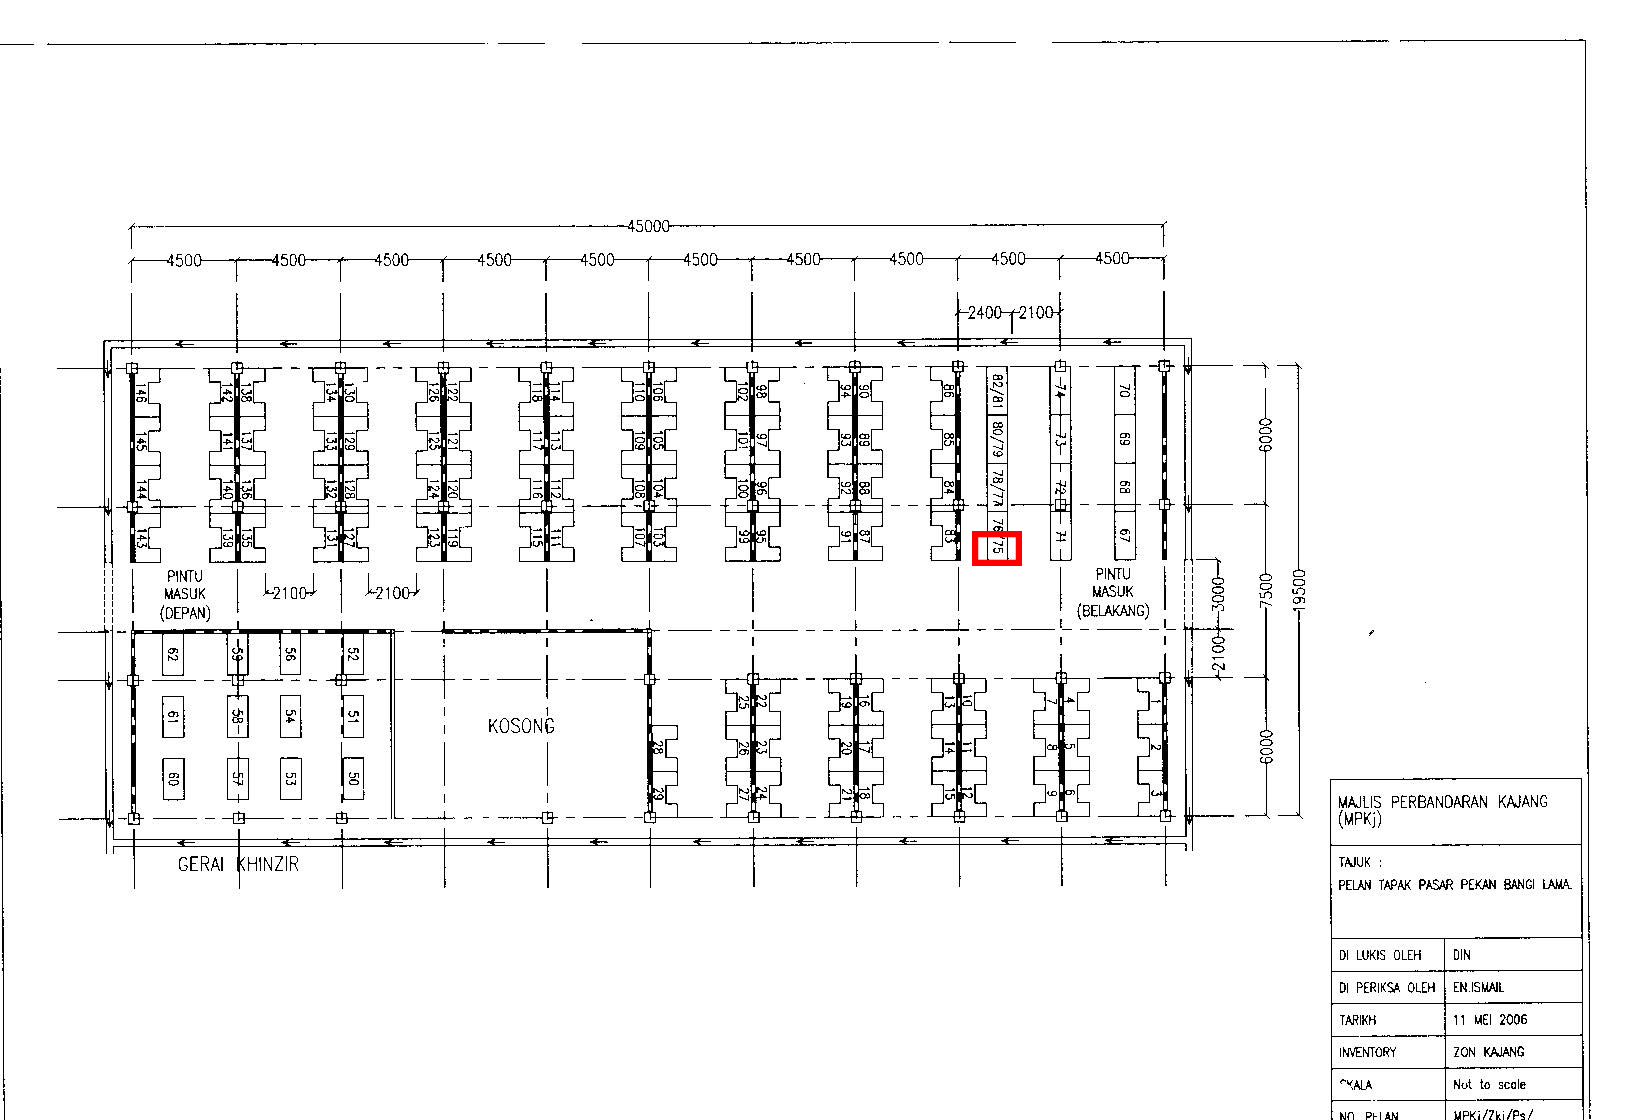 45000
4500 4500 4500 4500 4500 4500 4500 4500 4500 4500
2400 2100
146 142 138 134 130 126 122 118 114 110 106 102 98 94 90 86 82/81 74 70
145 141 137 133 129 125 121 117 113 109 105 101 97 93 89 85 80/79 73 69
144 140 136 132 128 124 120 116 112 108 104 100 96 92 88 84 78/77 72 68
143 139 135 131 127 123 119 115 111 107 103 99 95 91 87 83 76/75 71 67
6000
7500
19500
3000
2100
6000
PINTU
MASUK
(DEPAN)
2100 2100
PINTU
MASUK
(BELAKANG)
62 59 56 52
61 58 54 51
60 57 53 50
KOSONG
25 22 19 16 13 10 7 4 1
28 26 23 20 17 14 11 8 5 2
29 27 24 21 18 15 12 9 6 3
GERAI KHINZIR
MAJLIS PERBANDARAN KAJANG
(MPKj)
TAJUK :
PELAN TAPAK PASAR PEKAN BANGI LAMA.
DI LUKIS OLEH DIN
DI PERIKSA OLEH EN.ISMAIL
TARIKH 11 MEI 2006
INVENTORY ZON KAJANG
SKALA Not to scale
NO. PELAN MPKj/Zkj/Ps/